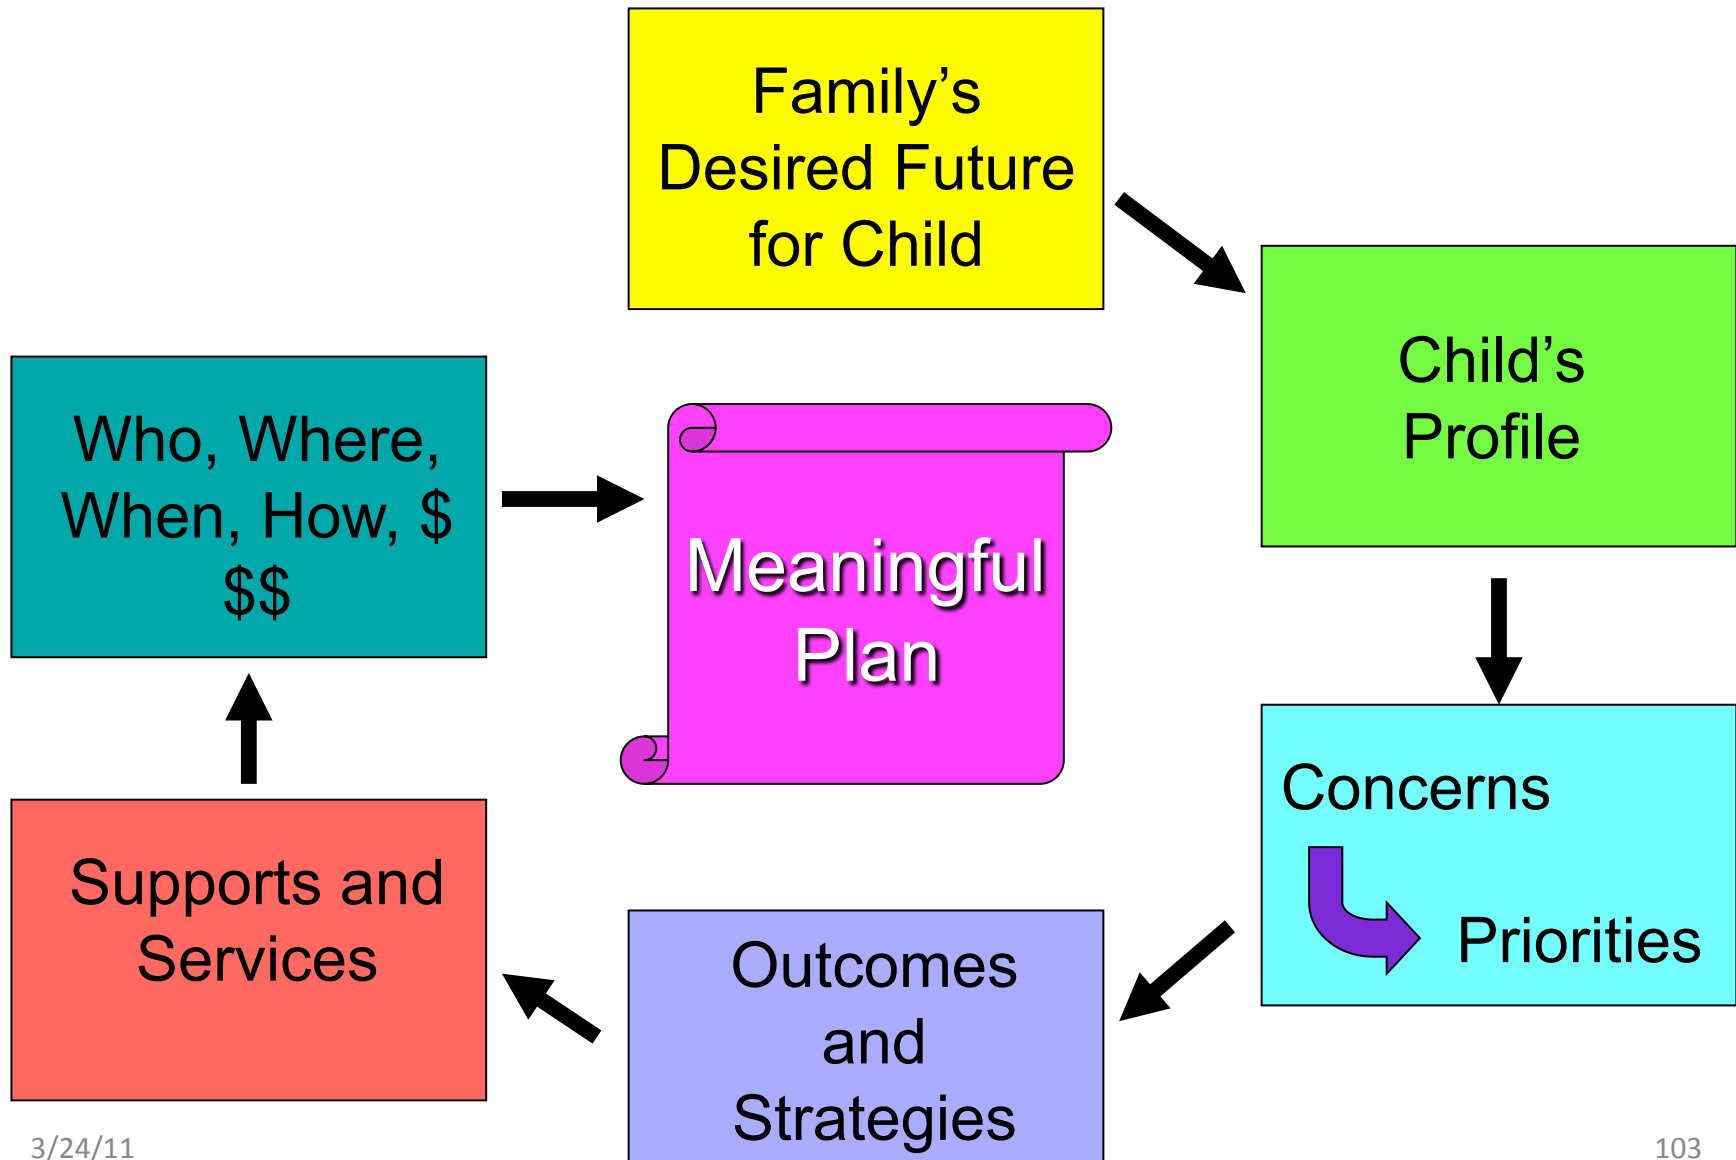 Family’s
Desired Future
for Child
Child’s
Profile
Concerns
Priorities
Outcomes
and
Strategies
Supports and
Services
Who, Where,
When, How, $
$$
Meaningful
Plan
3/24/11
103